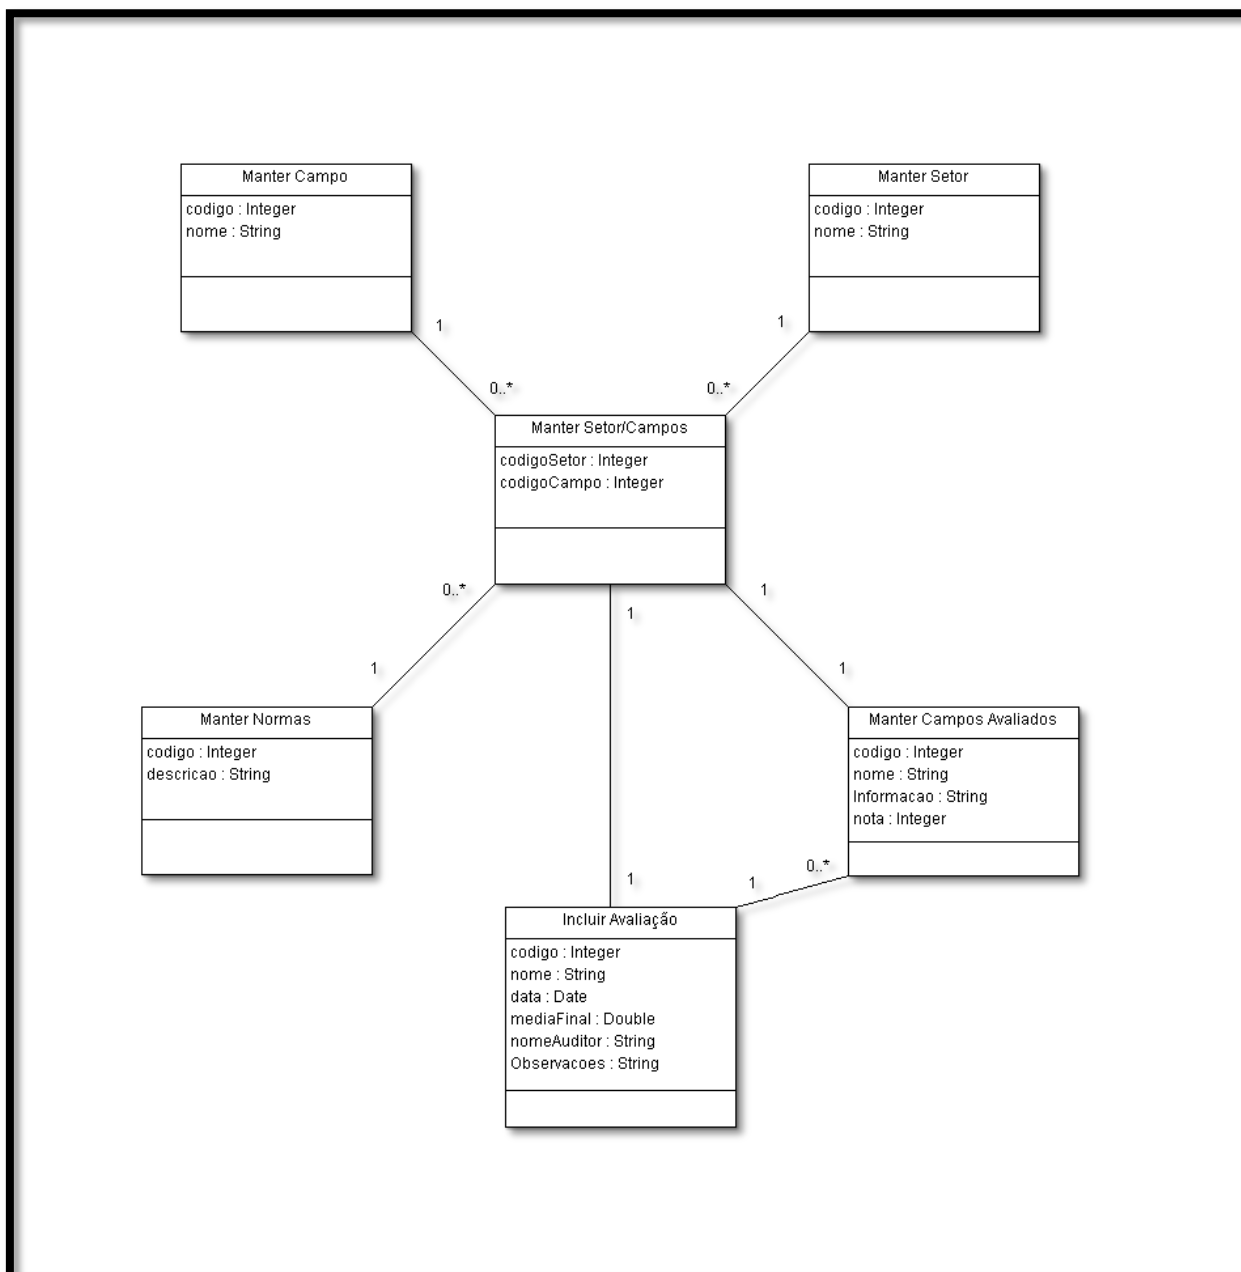 Manter Campo
codigo : Integer
nome : String
Manter Setor
codigo : Integer
nome : String
1
1
0..*
0..*
Manter Setor/Campos
codigoSetor : Integer
codigoCampo : Integer
0..*
1
1
1
1
Manter Normas
codigo : Integer
descricao : String
Manter Campos Avaliados
codigo : Integer
nome : String
Informacao : String
nota : Integer
0..*
1
1
Incluir Avaliação
codigo : Integer
nome : String
data : Date
mediaFinal : Double
nomeAuditor : String
Observacoes : String